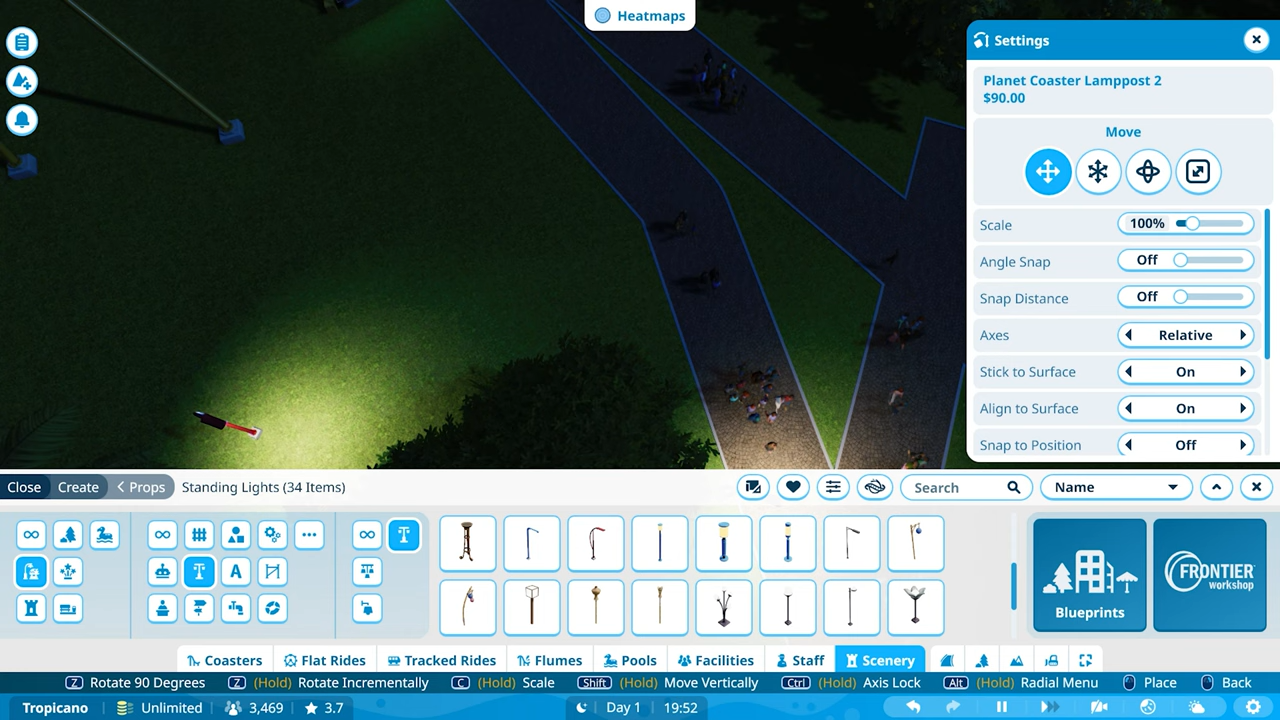 Heatmaps
Settings
Planet Coaster Lamppost 2
$90.00
Move
Scale
100%
Angle Snap
Off
Snap Distance
Off
Axes
Relative
Stick to Surface
On
Align to Surface
On
Snap to Position
Off
Close
Create
Props
Standing Lights (34 Items)
Search
Name
Blueprints
FRONTIER
workshop
Coasters
Flat Rides
Tracked Rides
Flumes
Pools
Facilities
Staff
Scenery
Z Rotate 90 Degrees
Z (Hold) Rotate Incrementally
C (Hold) Scale
Shift (Hold) Move Vertically
Ctrl (Hold) Axis Lock
Alt (Hold) Radial Menu
Place
Back
Tropicano
Unlimited
3,469
3.7
Day 1
19:52